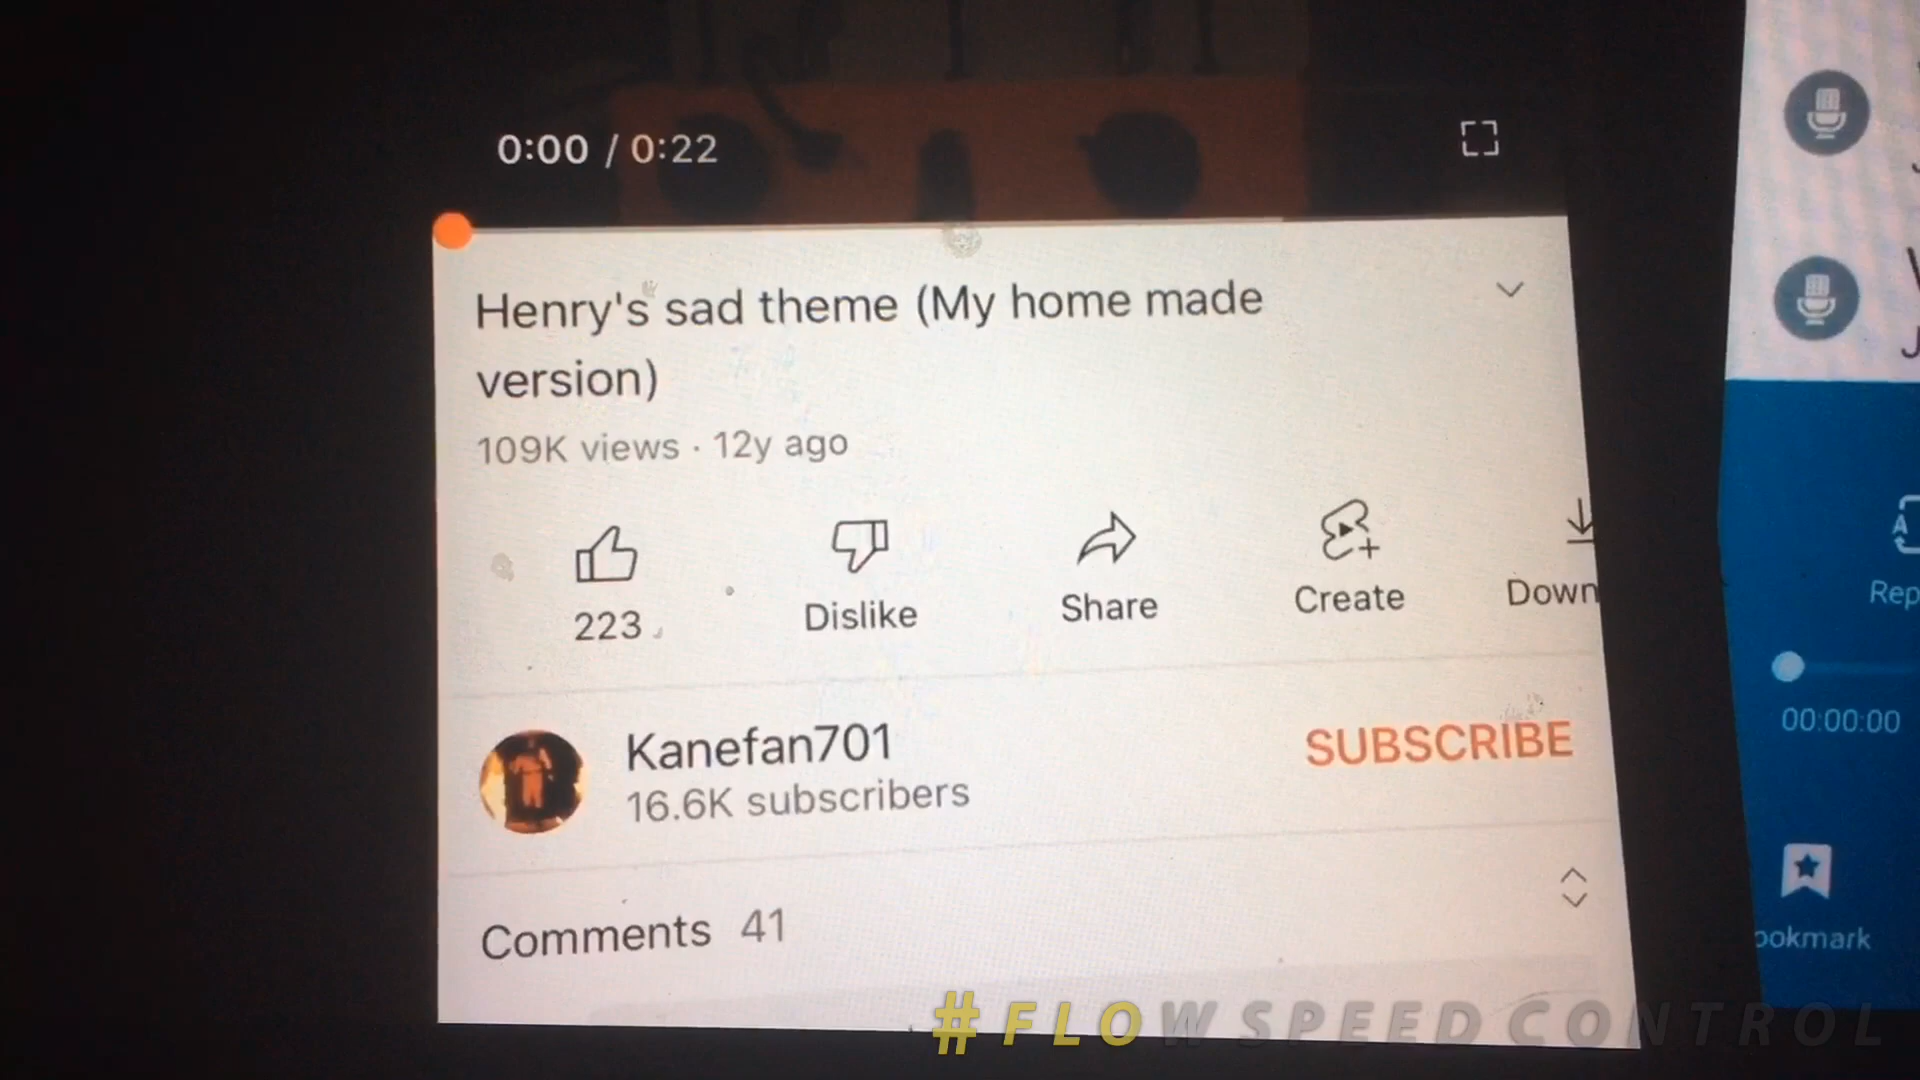 0:00 / 0:22
Henry's sad theme (My home made
version)
109K views · 12y ago
223
Dislike
Share
Create
Down
Kanefan701
16.6K subscribers
SUBSCRIBE
Comments 41
Rep
00:00:00
ookmark
#FLOW SPEED CONTROL